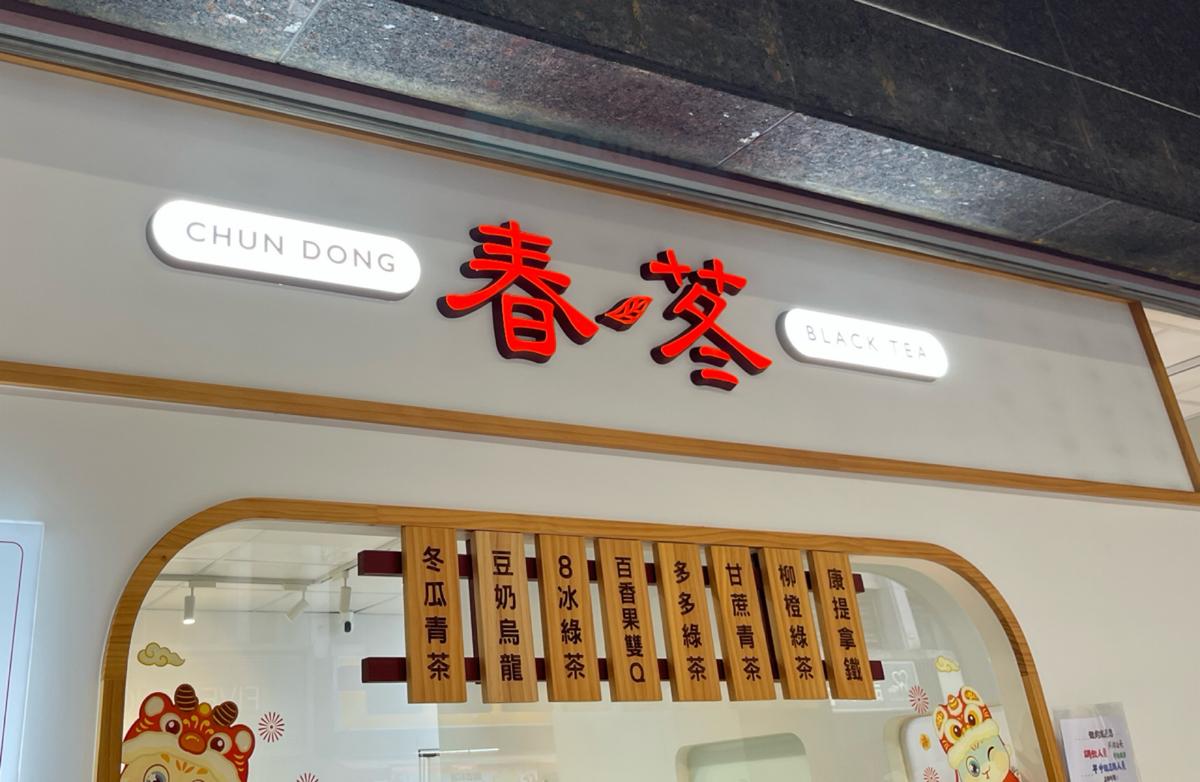 CHUN DONG
春苳
BLACK TEA
冬瓜青茶
豆奶烏龍
8冰綠茶
百香果雙Q
多多綠茶
甘蔗青茶
柳橙綠茶
康提拿鐵